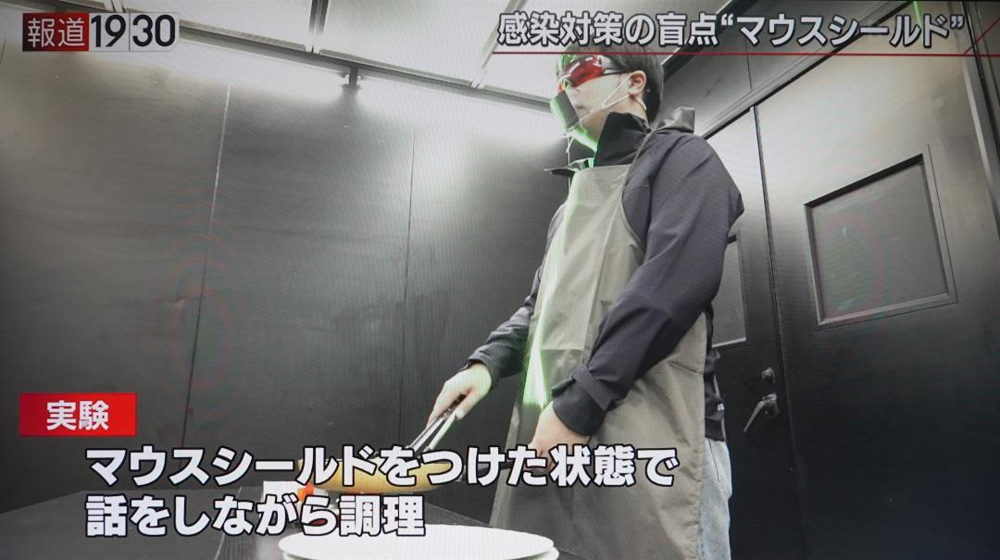 報道19:30
感染対策の盲点“マウスシールド”
実験
マウスシールドをつけた状態で
話をしながら調理